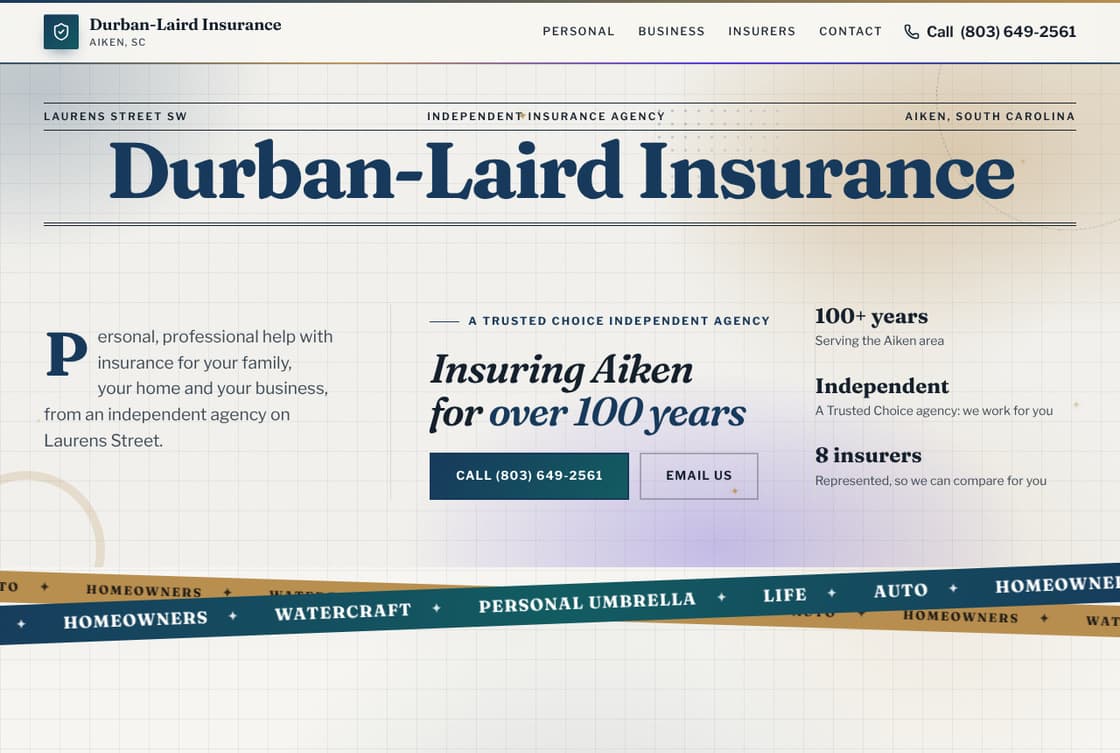 Durban-Laird Insurance
AIKEN, SC
PERSONAL BUSINESS INSURERS CONTACT Call (803) 649-2561
LAURENS STREET SW INDEPENDENT INSURANCE AGENCY AIKEN, SOUTH CAROLINA
Durban-Laird Insurance
Personal, professional help with
insurance for your family,
your home and your business,
from an independent agency on
Laurens Street.
A TRUSTED CHOICE INDEPENDENT AGENCY
Insuring Aiken
for over 100 years
CALL (803) 649-2561 EMAIL US
100+ years
Serving the Aiken area
Independent
A Trusted Choice agency: we work for you
8 insurers
Represented, so we can compare for you
TO ✦ HOMEOWNERS ✦
✦ HOMEOWNERS ✦ WATERCRAFT ✦ PERSONAL UMBRELLA ✦ LIFE ✦ AUTO ✦ HOMEOWNE
AUTO ✦ HOMEOWNERS ✦ WAT